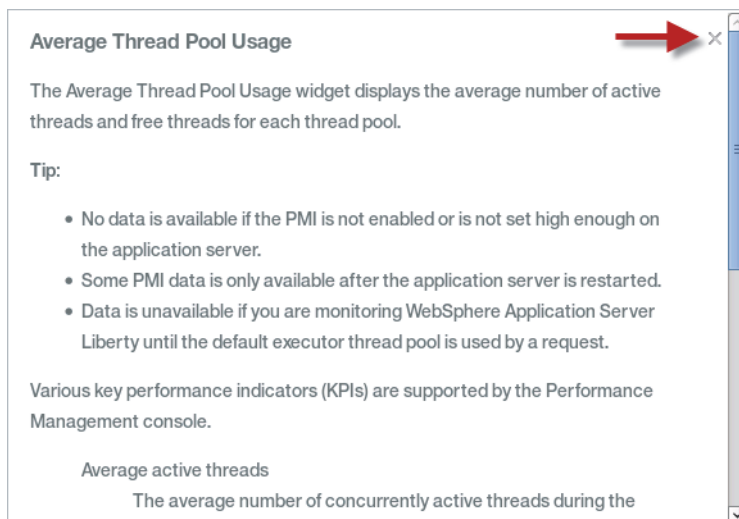 Average Thread Pool Usage
The Average Thread Pool Usage widget displays the average number of active
threads and free threads for each thread pool.
Tip:
• No data is available if the PMI is not enabled or is not set high enough on
the application server.
• Some PMI data is only available after the application server is restarted.
• Data is unavailable if you are monitoring WebSphere Application Server
Liberty until the default executor thread pool is used by a request.
Various key performance indicators (KPIs) are supported by the Performance
Management console.
Average active threads
The average number of concurrently active threads during the